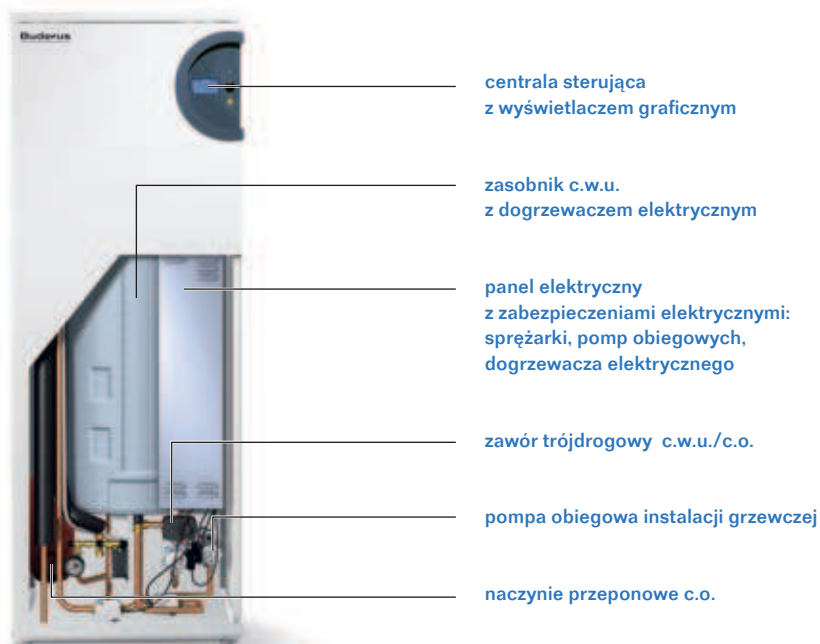 Buderus
centrala sterująca
z wyświetlaczem graficznym
zasobnik c.w.u.
z dogrzewaczem elektrycznym
panel elektryczny
z zabezpieczeniami elektrycznymi:
sprężarki, pomp obiegowych,
dogrzewacza elektrycznego
zawór trójdrogowy c.w.u./c.o.
pompa obiegowa instalacji grzewczej
naczynie przeponowe c.o.